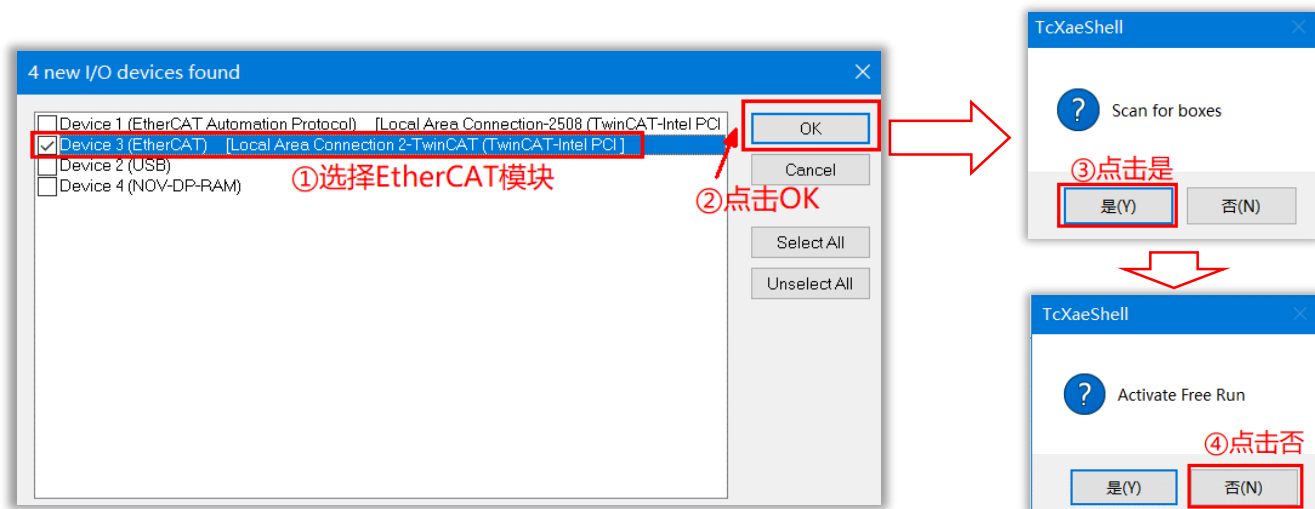 4 new I/O devices found
Device 1 (EtherCAT Automation Protocol) [Local Area Connection-2508 (TwinCAT-Intel PCI
Device 3 (EtherCAT) [Local Area Connection 2-TwinCAT (TwinCAT-Intel PCI ]
Device 2 (USB)
Device 4 (NOV-DP-RAM)
①选择EtherCAT模块
OK
Cancel
②点击OK
Select All
Unselect All
TcXaeShell
Scan for boxes
③点击是
是(Y)
否(N)
TcXaeShell
Activate Free Run
④点击否
是(Y)
否(N)